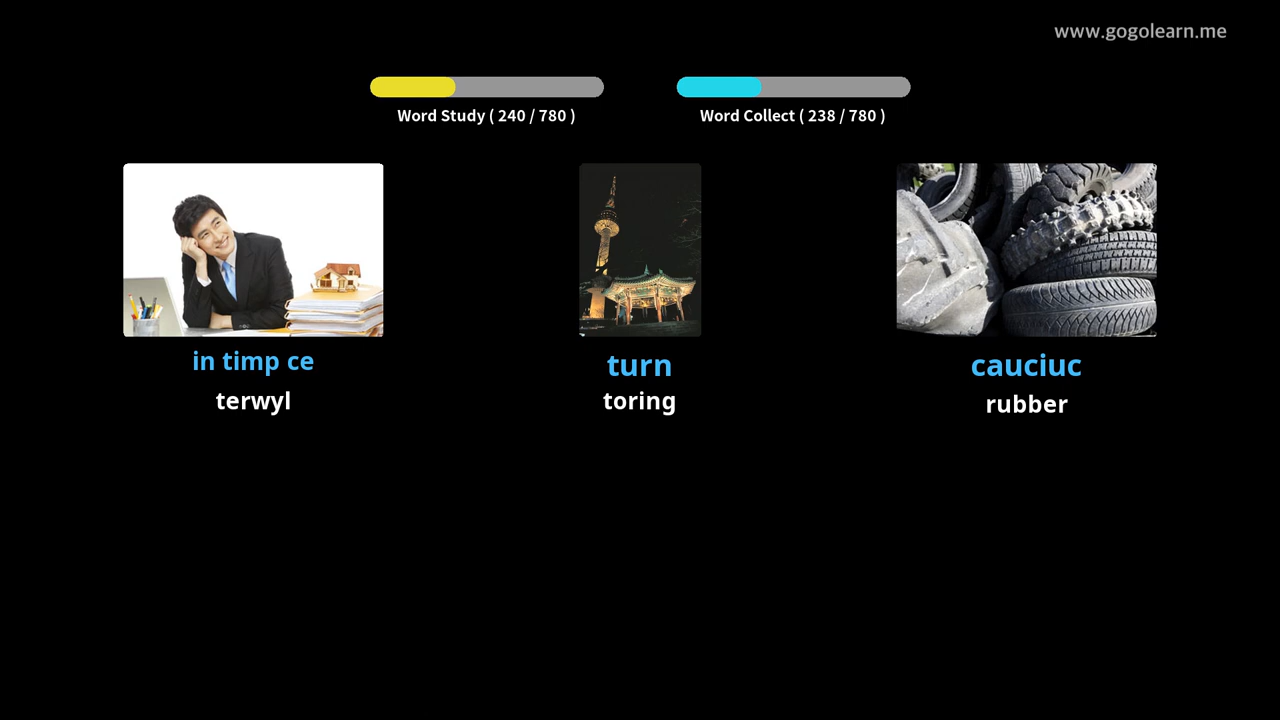 www.gogolearn.me
Word Study ( 240 / 780 )
Word Collect ( 238 / 780 )
in timp ce
terwyl
turn
toring
cauciuc
rubber